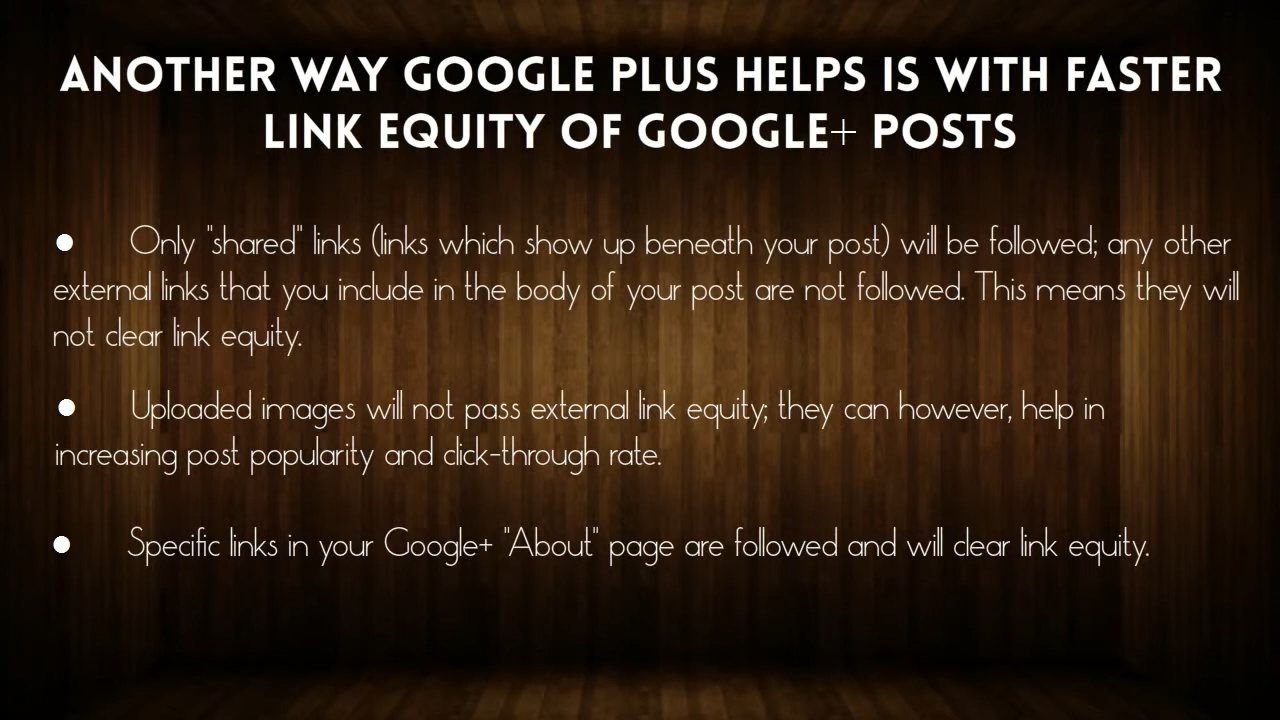 ANOTHER WAY GOOGLE PLUS HELPS IS WITH FASTER
LINK EQUITY OF GOOGLE+ POSTS
● Only "shared" links (links which show up beneath your post) will be followed; any other
external links that you include in the body of your post are not followed. This means they will
not clear link equity.
● Uploaded images will not pass external link equity; they can however, help in
increasing post popularity and click-through rate.
● Specific links in your Google+ "About" page are followed and will clear link equity.